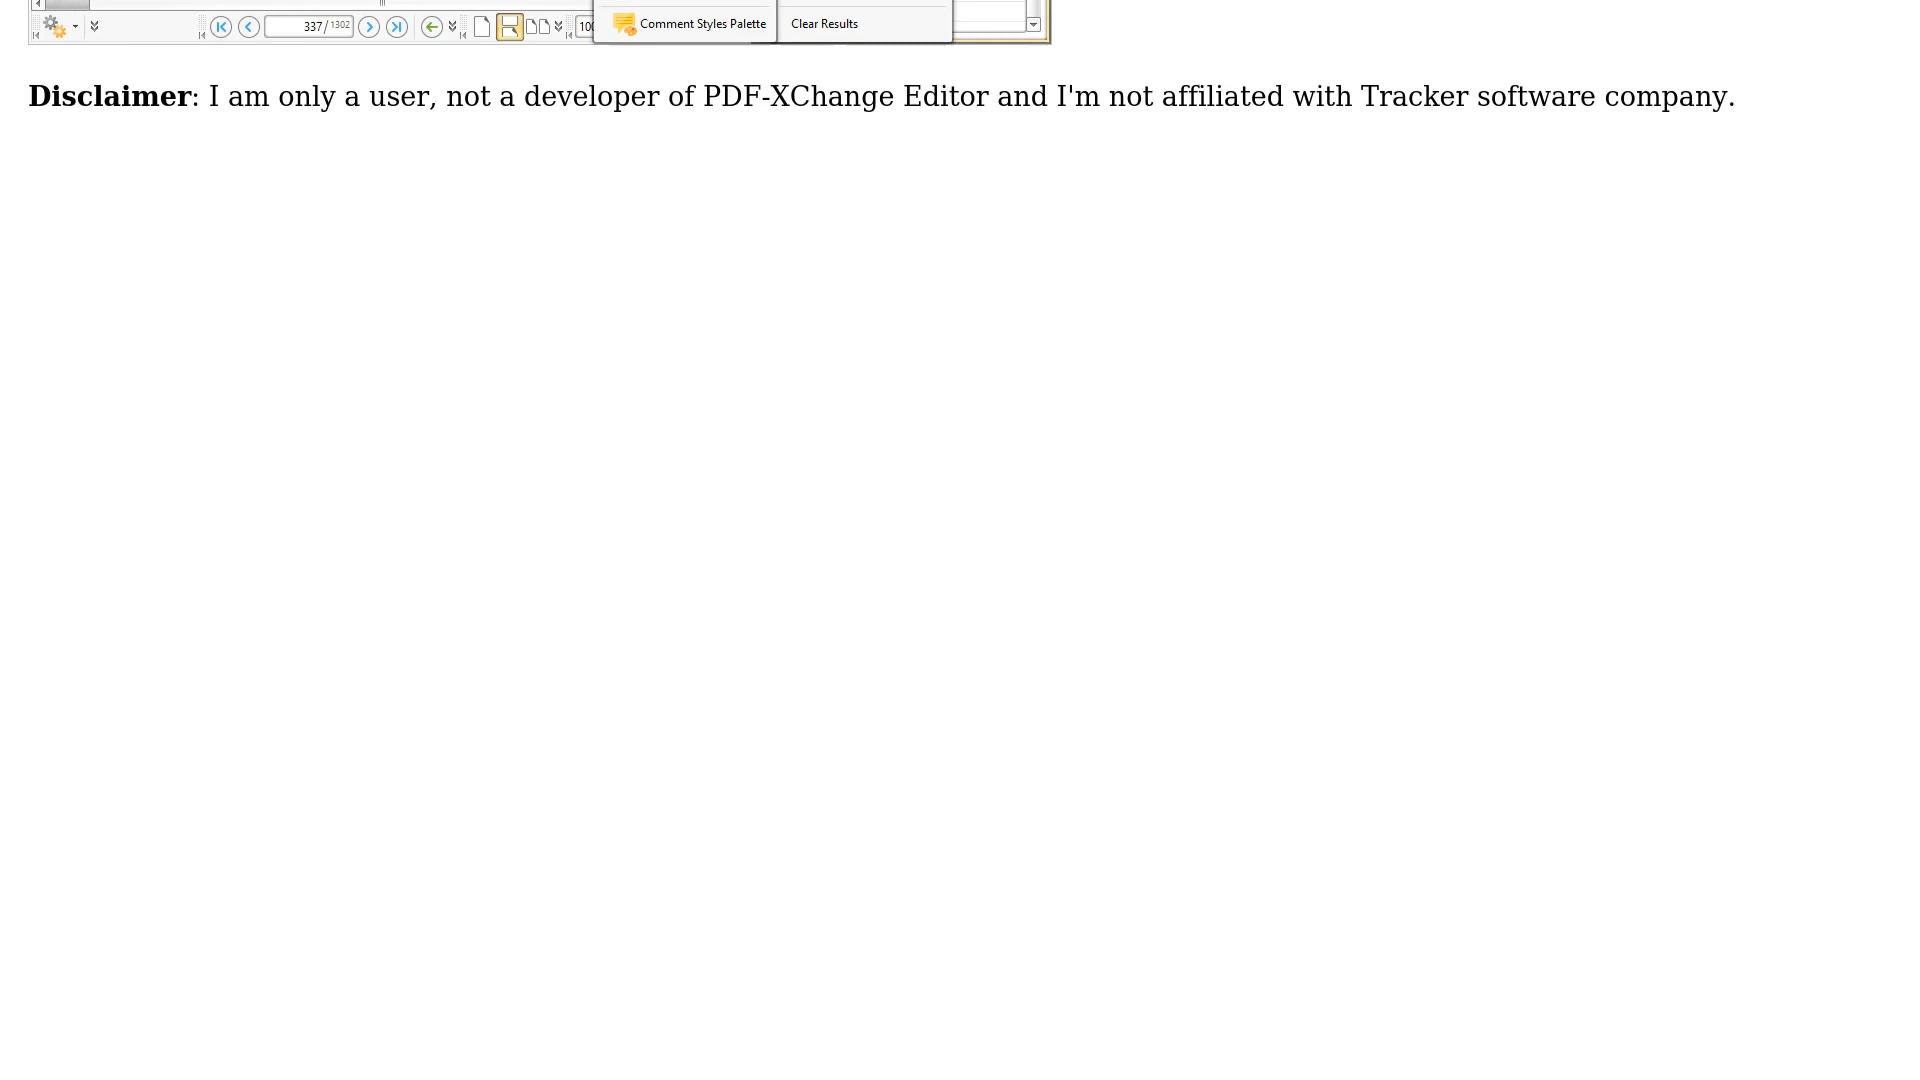 337/1302 Comment Styles Palette Clear Results
Disclaimer: I am only a user, not a developer of PDF-XChange Editor and I'm not affiliated with Tracker software company.